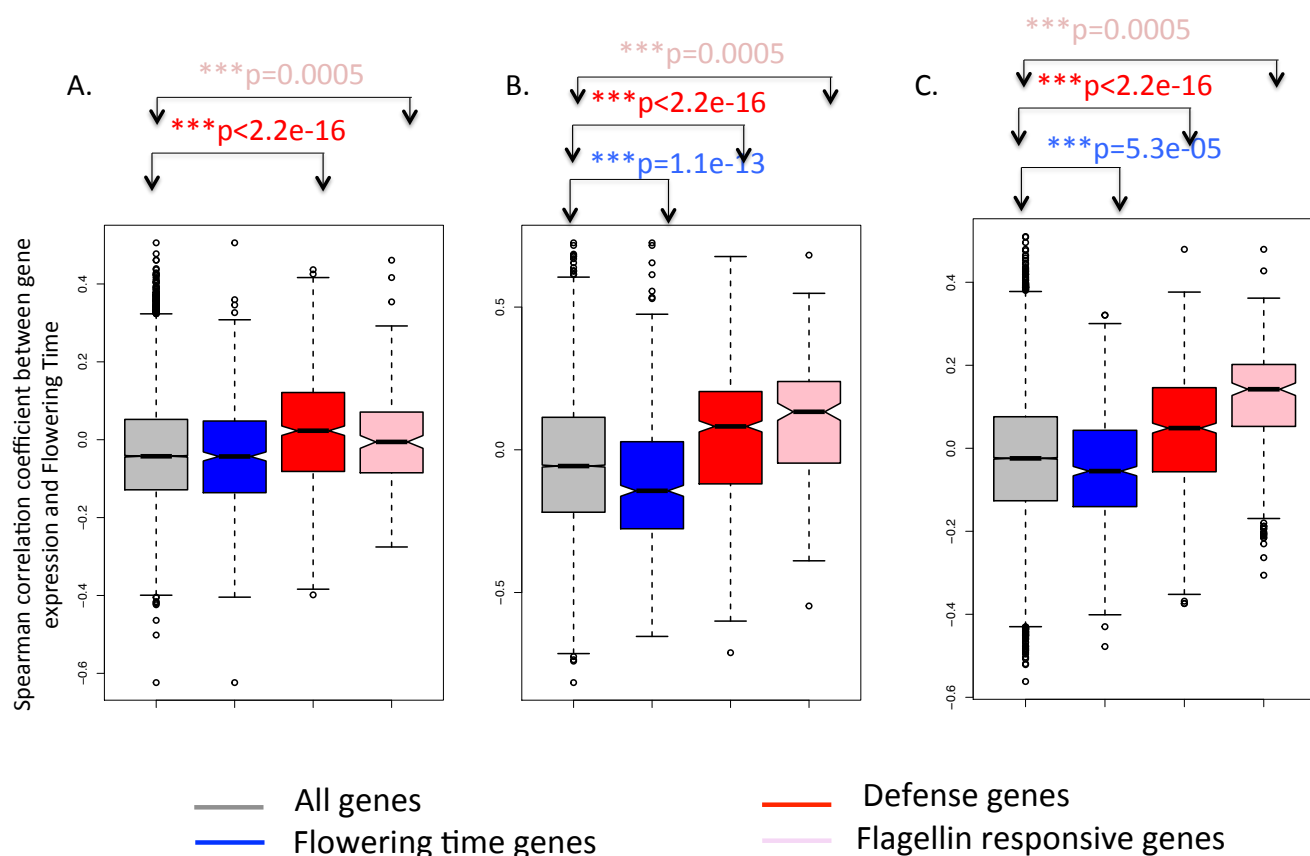 A.
***p=0.0005
***p<2.2e-16
B.
***p=0.0005
***p<2.2e-16
***p=1.1e-13
C.
***p=0.0005
***p<2.2e-16
***p=5.3e-05
Spearman correlation coefficient between gene
expression and Flowering Time
0.4
0.2
0.0
−0.2
−0.4
−0.6
0.5
0.0
−0.5
0.4
0.2
0.0
−0.2
−0.4
−0.6
All genes
Flowering time genes
Defense genes
Flagellin responsive genes